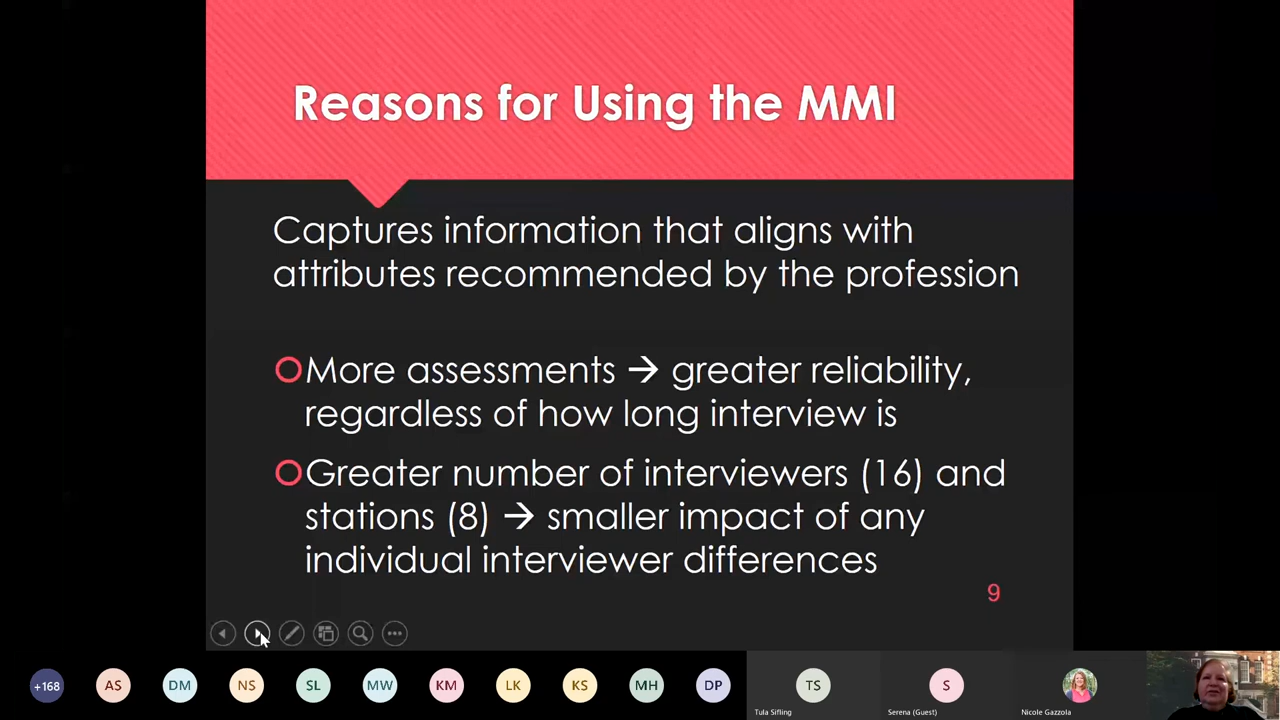 Reasons for Using the MMI
Captures information that aligns with
attributes recommended by the profession
More assessments → greater reliability,
regardless of how long interview is
Greater number of interviewers (16) and
stations (8) → smaller impact of any
individual interviewer differences
9
+168 AS DM NS SL MW KM LK KS MH DP TS S
Tula Sifling Serena (Guest) Nicole Gazzola